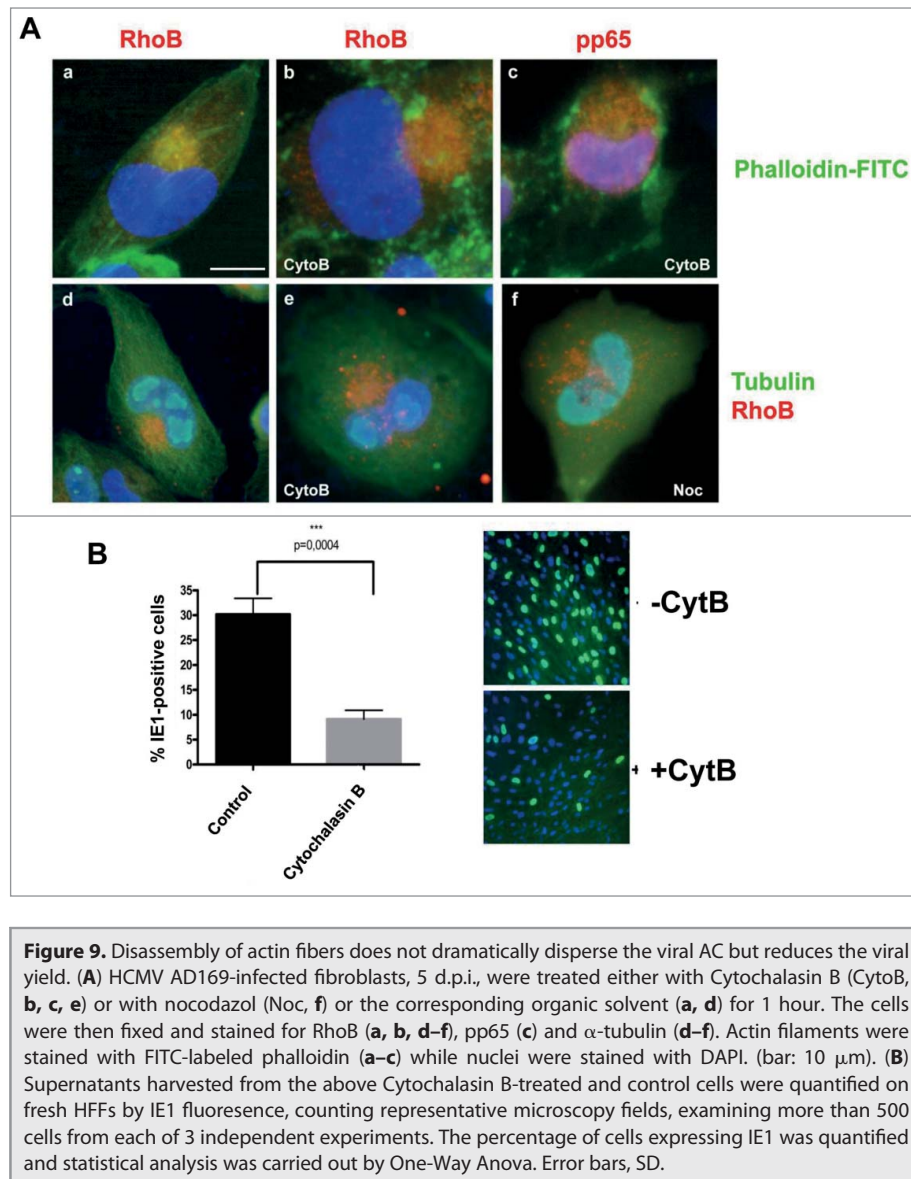 A
RhoB RhoB pp65
a b c
Phalloidin-FITC
CytoB CytoB
d e f
Tubulin
RhoB
CytoB Noc
B
***
p=0,0004
% IE1-positive cells
35
30
25
20
15
10
5
0
Control
Cytochalasin B
-CytB
+CytB
Figure 9. Disassembly of actin fibers does not dramatically disperse the viral AC but reduces the viral
yield. (A) HCMV AD169-infected fibroblasts, 5 d.p.i., were treated either with Cytochalasin B (CytoB,
b, c, e) or with nocodazol (Noc, f) or the corresponding organic solvent (a, d) for 1 hour. The cells
were then fixed and stained for RhoB (a, b, d–f), pp65 (c) and α-tubulin (d–f). Actin filaments were
stained with FITC-labeled phalloidin (a–c) while nuclei were stained with DAPI. (bar: 10 μm). (B)
Supernatants harvested from the above Cytochalasin B-treated and control cells were quantified on
fresh HFFs by IE1 fluoresence, counting representative microscopy fields, examining more than 500
cells from each of 3 independent experiments. The percentage of cells expressing IE1 was quantified
and statistical analysis was carried out by One-Way Anova. Error bars, SD.